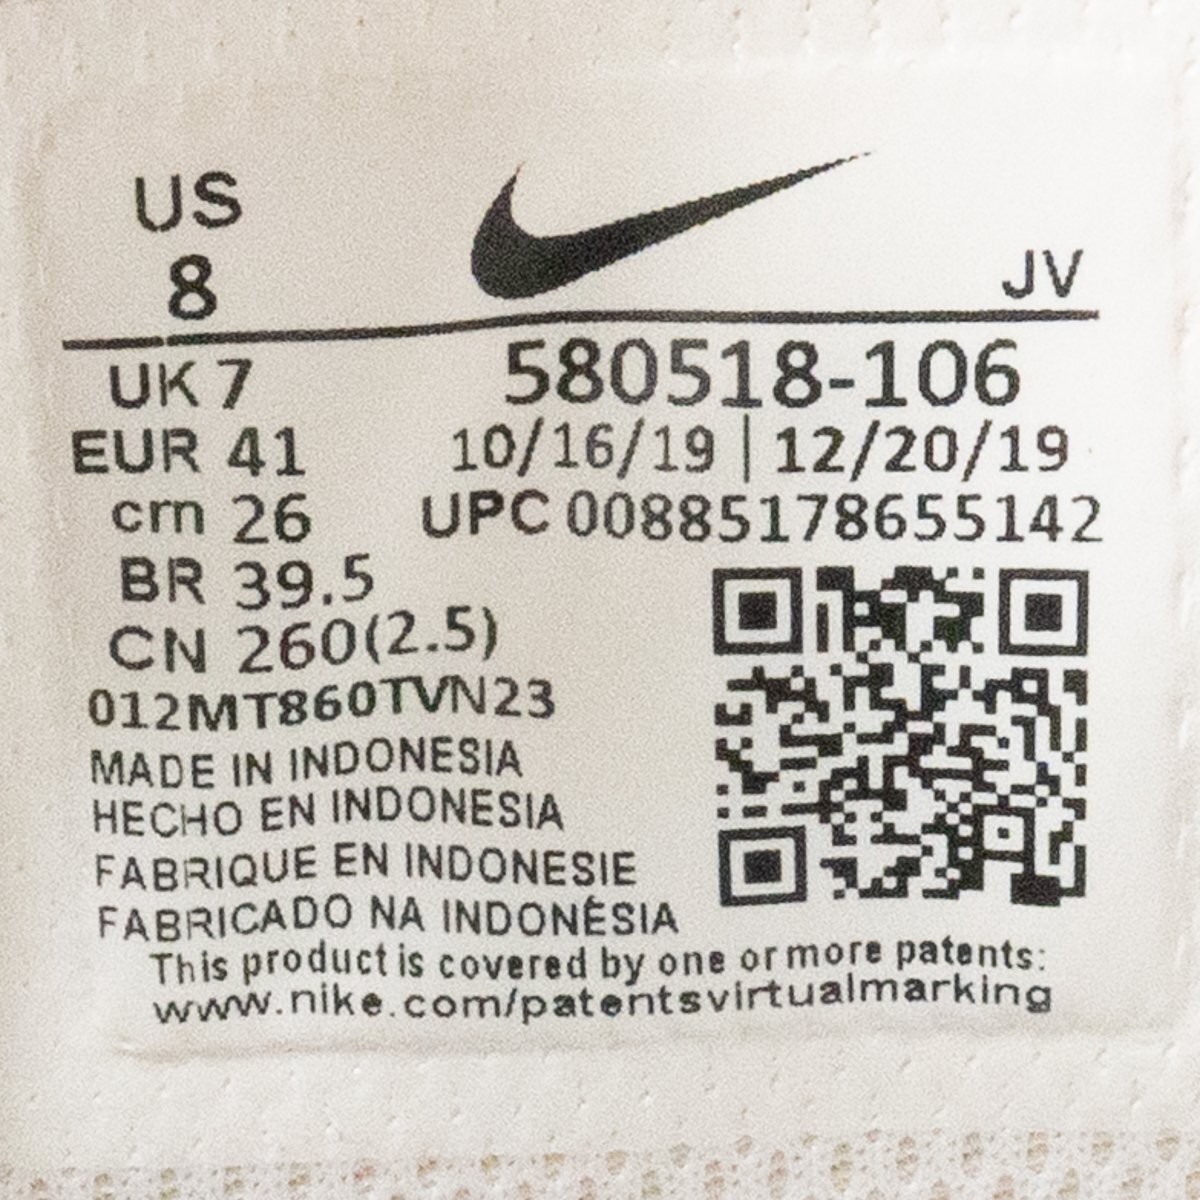 US
8
JV
UK 7
580518-106
EUR 41
10/16/19 | 12/20/19
cm 26
UPC 00885178655142
BR 39.5
CN 260(2.5)
012MT860TVN23
MADE IN INDONESIA
HECHO EN INDONESIA
FABRIQUE EN INDONESIE
FABRICADO NA INDONÉSIA
This product is covered by one or more patents:
www.nike.com/patentsvirtualmarking